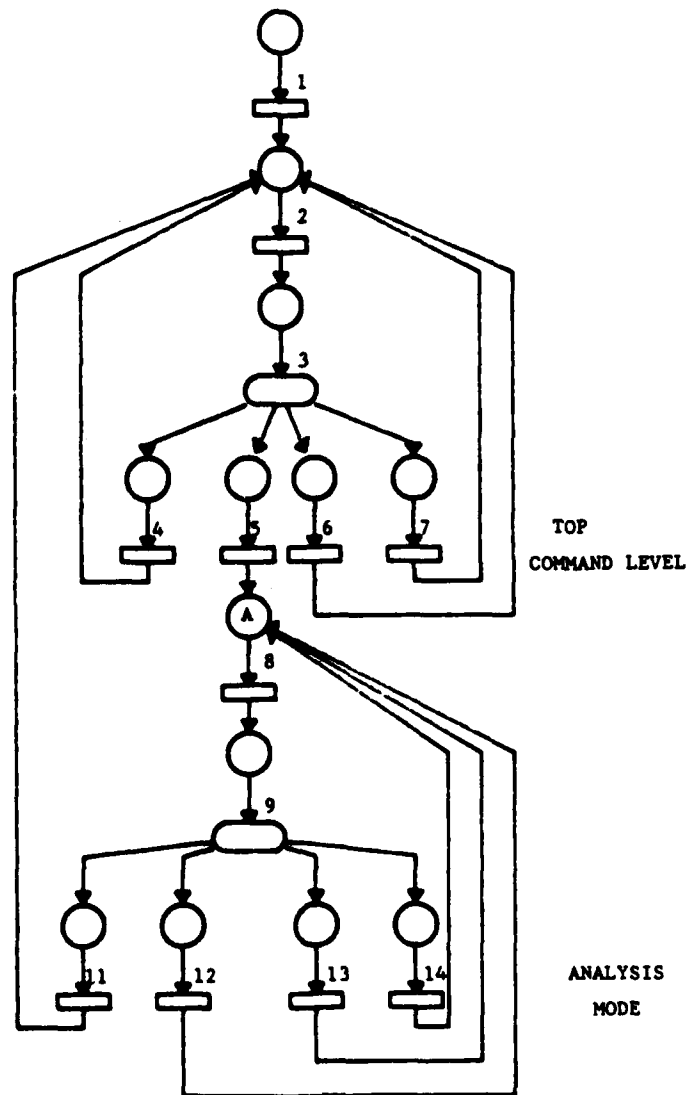 1
2
3
4 5 6 7
TOP
COMMAND LEVEL
A
8
9
11 12 13 14
ANALYSIS
MODE